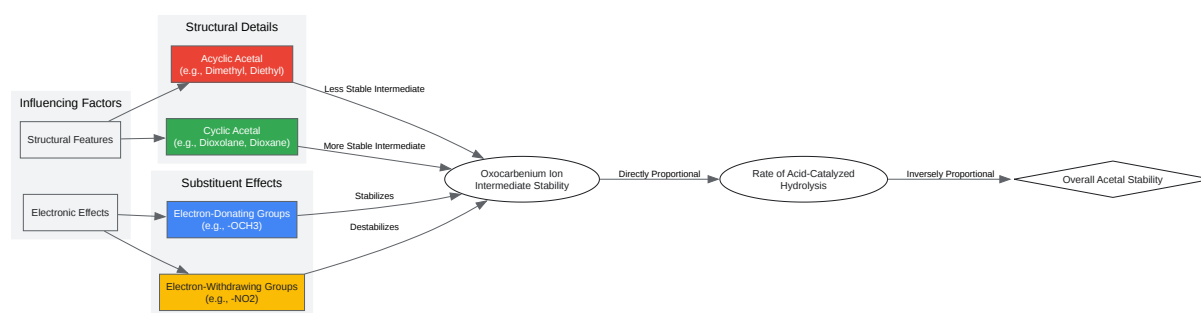 Structural Details
Acyclic Acetal
(e.g., Dimethyl, Diethyl)
Less Stable Intermediate
Influencing Factors
Structural Features
Cyclic Acetal
(e.g., Dioxolane, Dioxane)
More Stable Intermediate
Oxocarbenium Ion
Intermediate Stability
Directly Proportional
Rate of Acid-Catalyzed
Hydrolysis
Inversely Proportional
Overall Acetal Stability
Substituent Effects
Electronic Effects
Electron-Donating Groups
(e.g., -OCH3)
Stabilizes
Destabilizes
Electron-Withdrawing Groups
(e.g., -NO2)